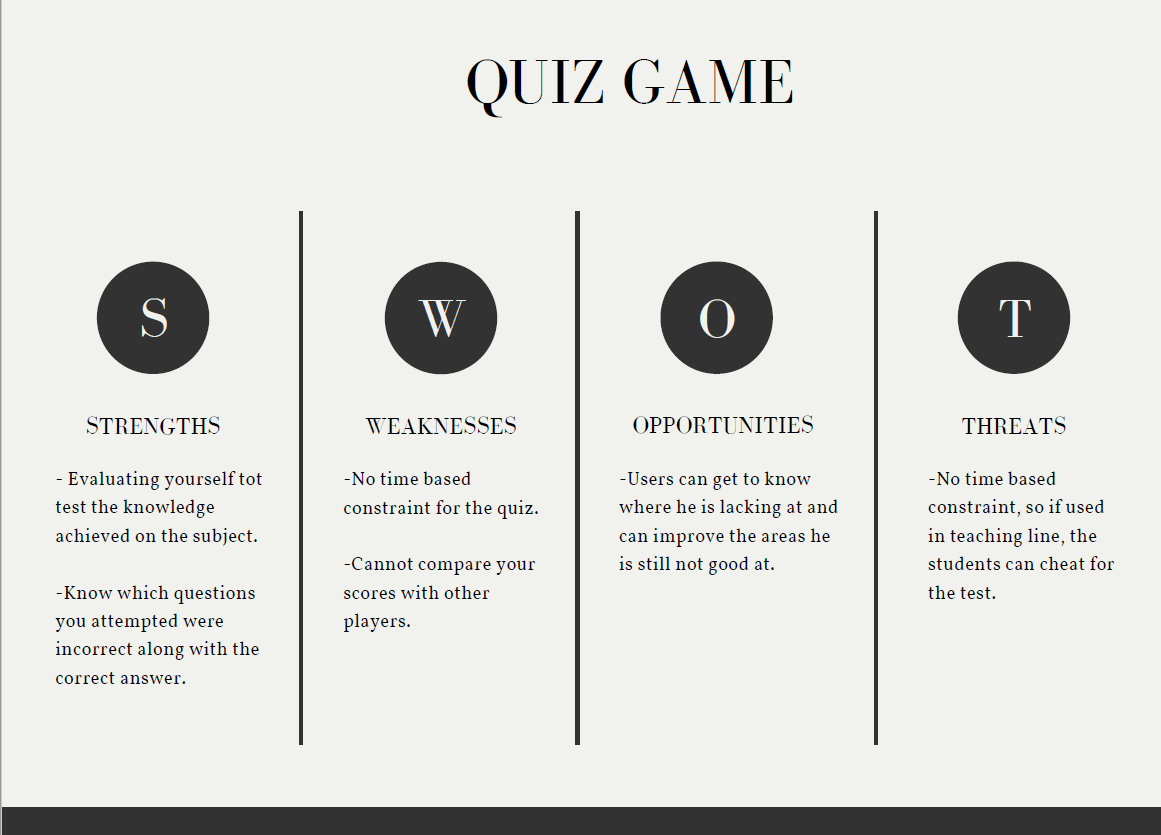 QUIZ GAME
S
STRENGTHS
- Evaluating yourself tot
test the knowledge
achieved on the subject.
-Know which questions
you attempted were
incorrect along with the
correct answer.
W
WEAKNESSES
-No time based
constraint for the quiz.
-Cannot compare your
scores with other
players.
O
OPPORTUNITIES
-Users can get to know
where he is lacking at and
can improve the areas he
is still not good at.
T
THREATS
-No time based
constraint, so if used
in teaching line, the
students can cheat for
the test.